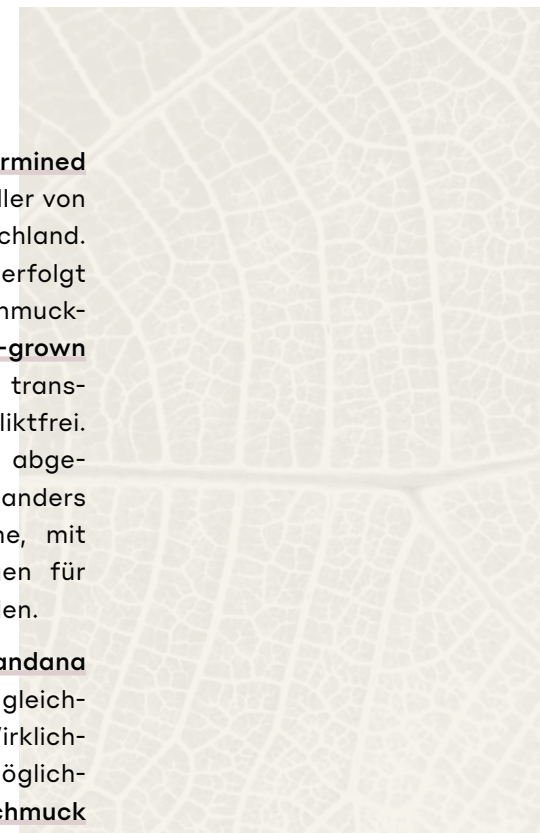 rmined
ller von
chland.
erfolgt
hmuck-
-grown
trans-
liktfrei.
abge-
anders
ne, mit
en für
len.
andana
gleich-
irklich-
öglich-
chmuck